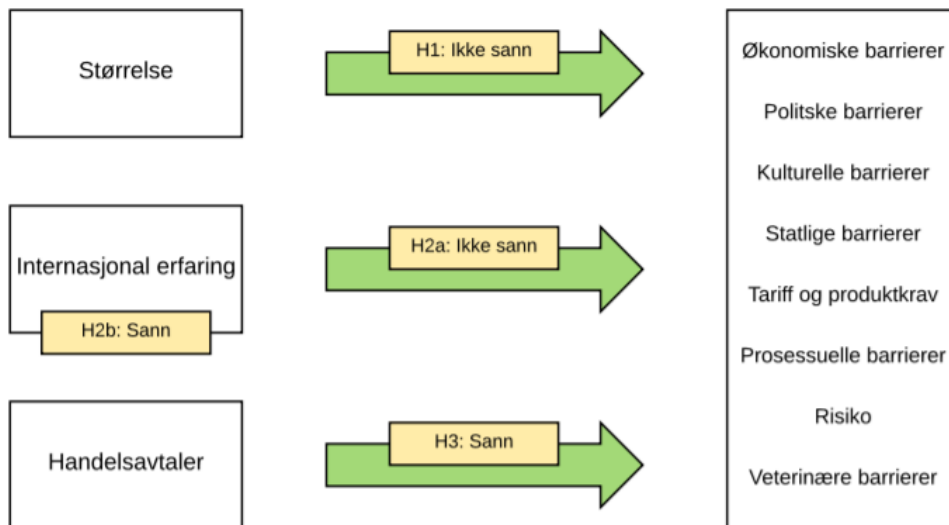 Størrelse
H1: Ikke sann
Internasjonal erfaring
H2b: Sann
H2a: Ikke sann
Handelsavtaler
H3: Sann
Økonomiske barrierer
Politske barrierer
Kulturelle barrierer
Statlige barrierer
Tariff og produktkrav
Prosessuelle barrierer
Risiko
Veterinære barrierer